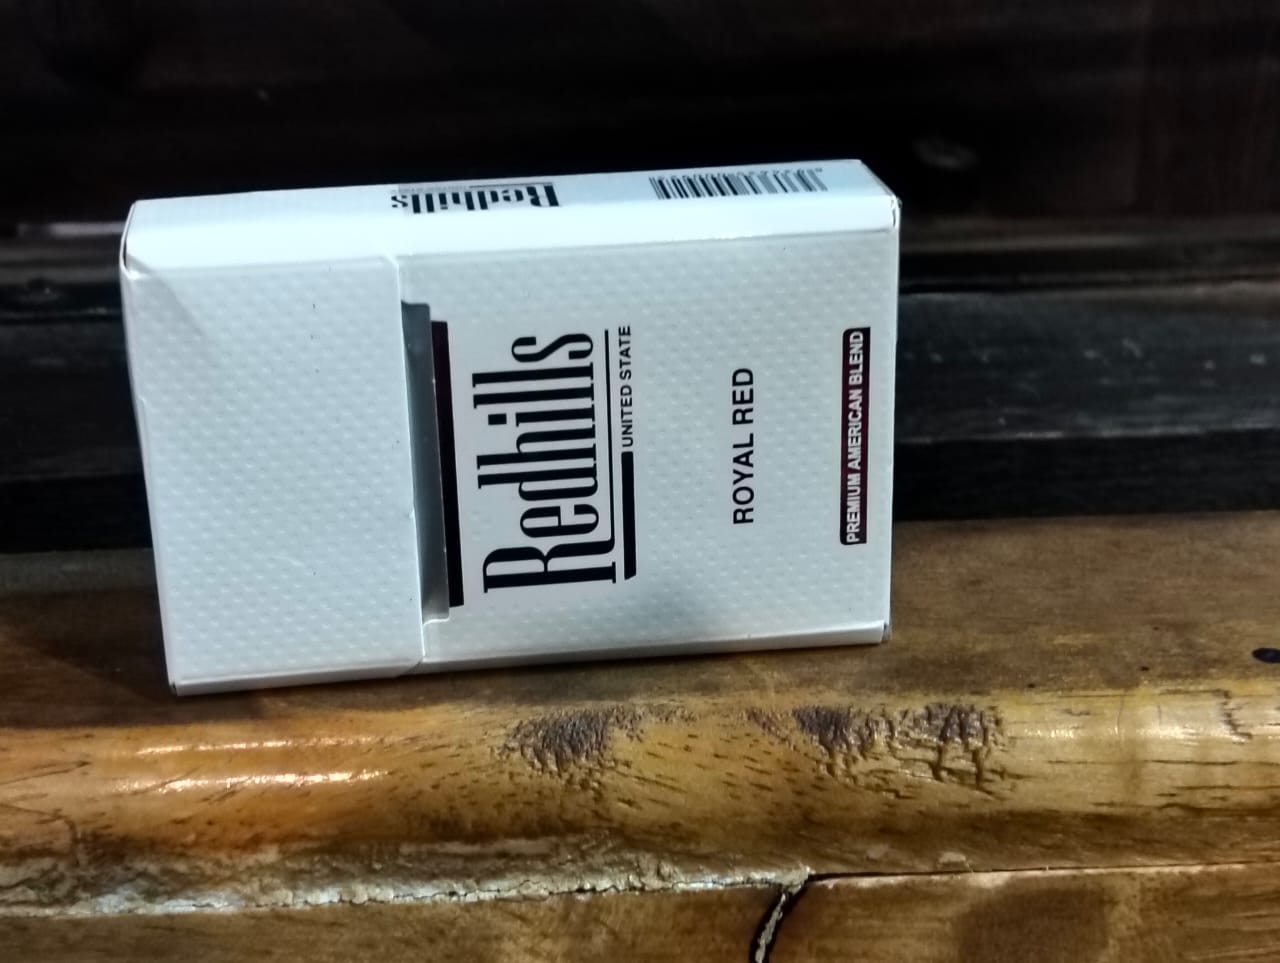 Redhills
Redhills
UNITED STATE
ROYAL RED
PREMIUM AMERICAN BLEND